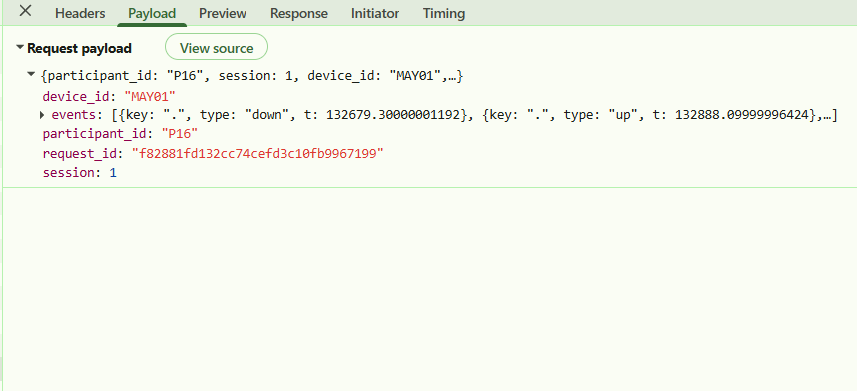 Headers Payload Preview Response Initiator Timing
Request payload View source
{participant_id: "P16", session: 1, device_id: "MAY01",…}
device_id: "MAY01"
events: [{key: ".", type: "down", t: 132679.30000001192}, {key: ".", type: "up", t: 132888.09999996424},…]
participant_id: "P16"
request_id: "f82881fd132cc74cefd3c10fb9967199"
session: 1